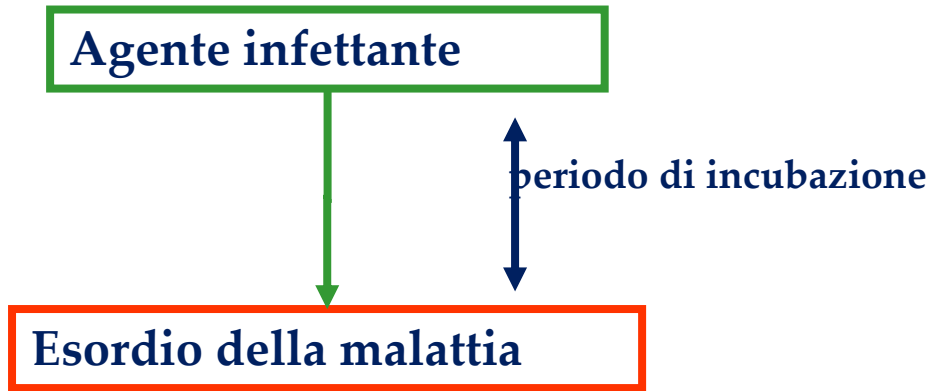 Agente infettante
periodo di incubazione
Esordio della malattia